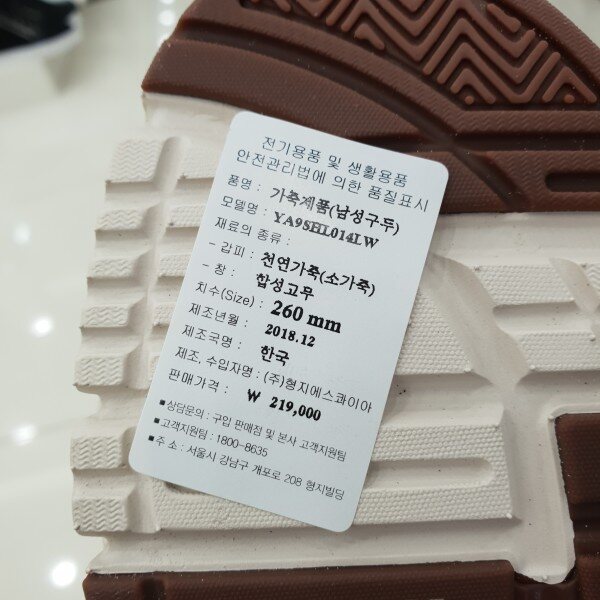 전기용품 및 생활용품
안전관리법에 의한 품질표시
품명 : 가죽제품(남성구두)
모델명 : YA9SHL014LW
재료의 종류 :
- 갑피 : 천연가죽(소가죽)
- 창 : 합성고무
치수(Size) : 260 mm
제조년월 : 2018.12
제조국명 : 한국
제조, 수입자명 : (주)형지에스콰이아
판매가격 : ₩ 219,000
■상담문의 : 구입 판매점 및 본사 고객지원팀
■고객지원팀 : 1800-8635
■주 소 : 서울시 강남구 개포로 208 형지빌딩